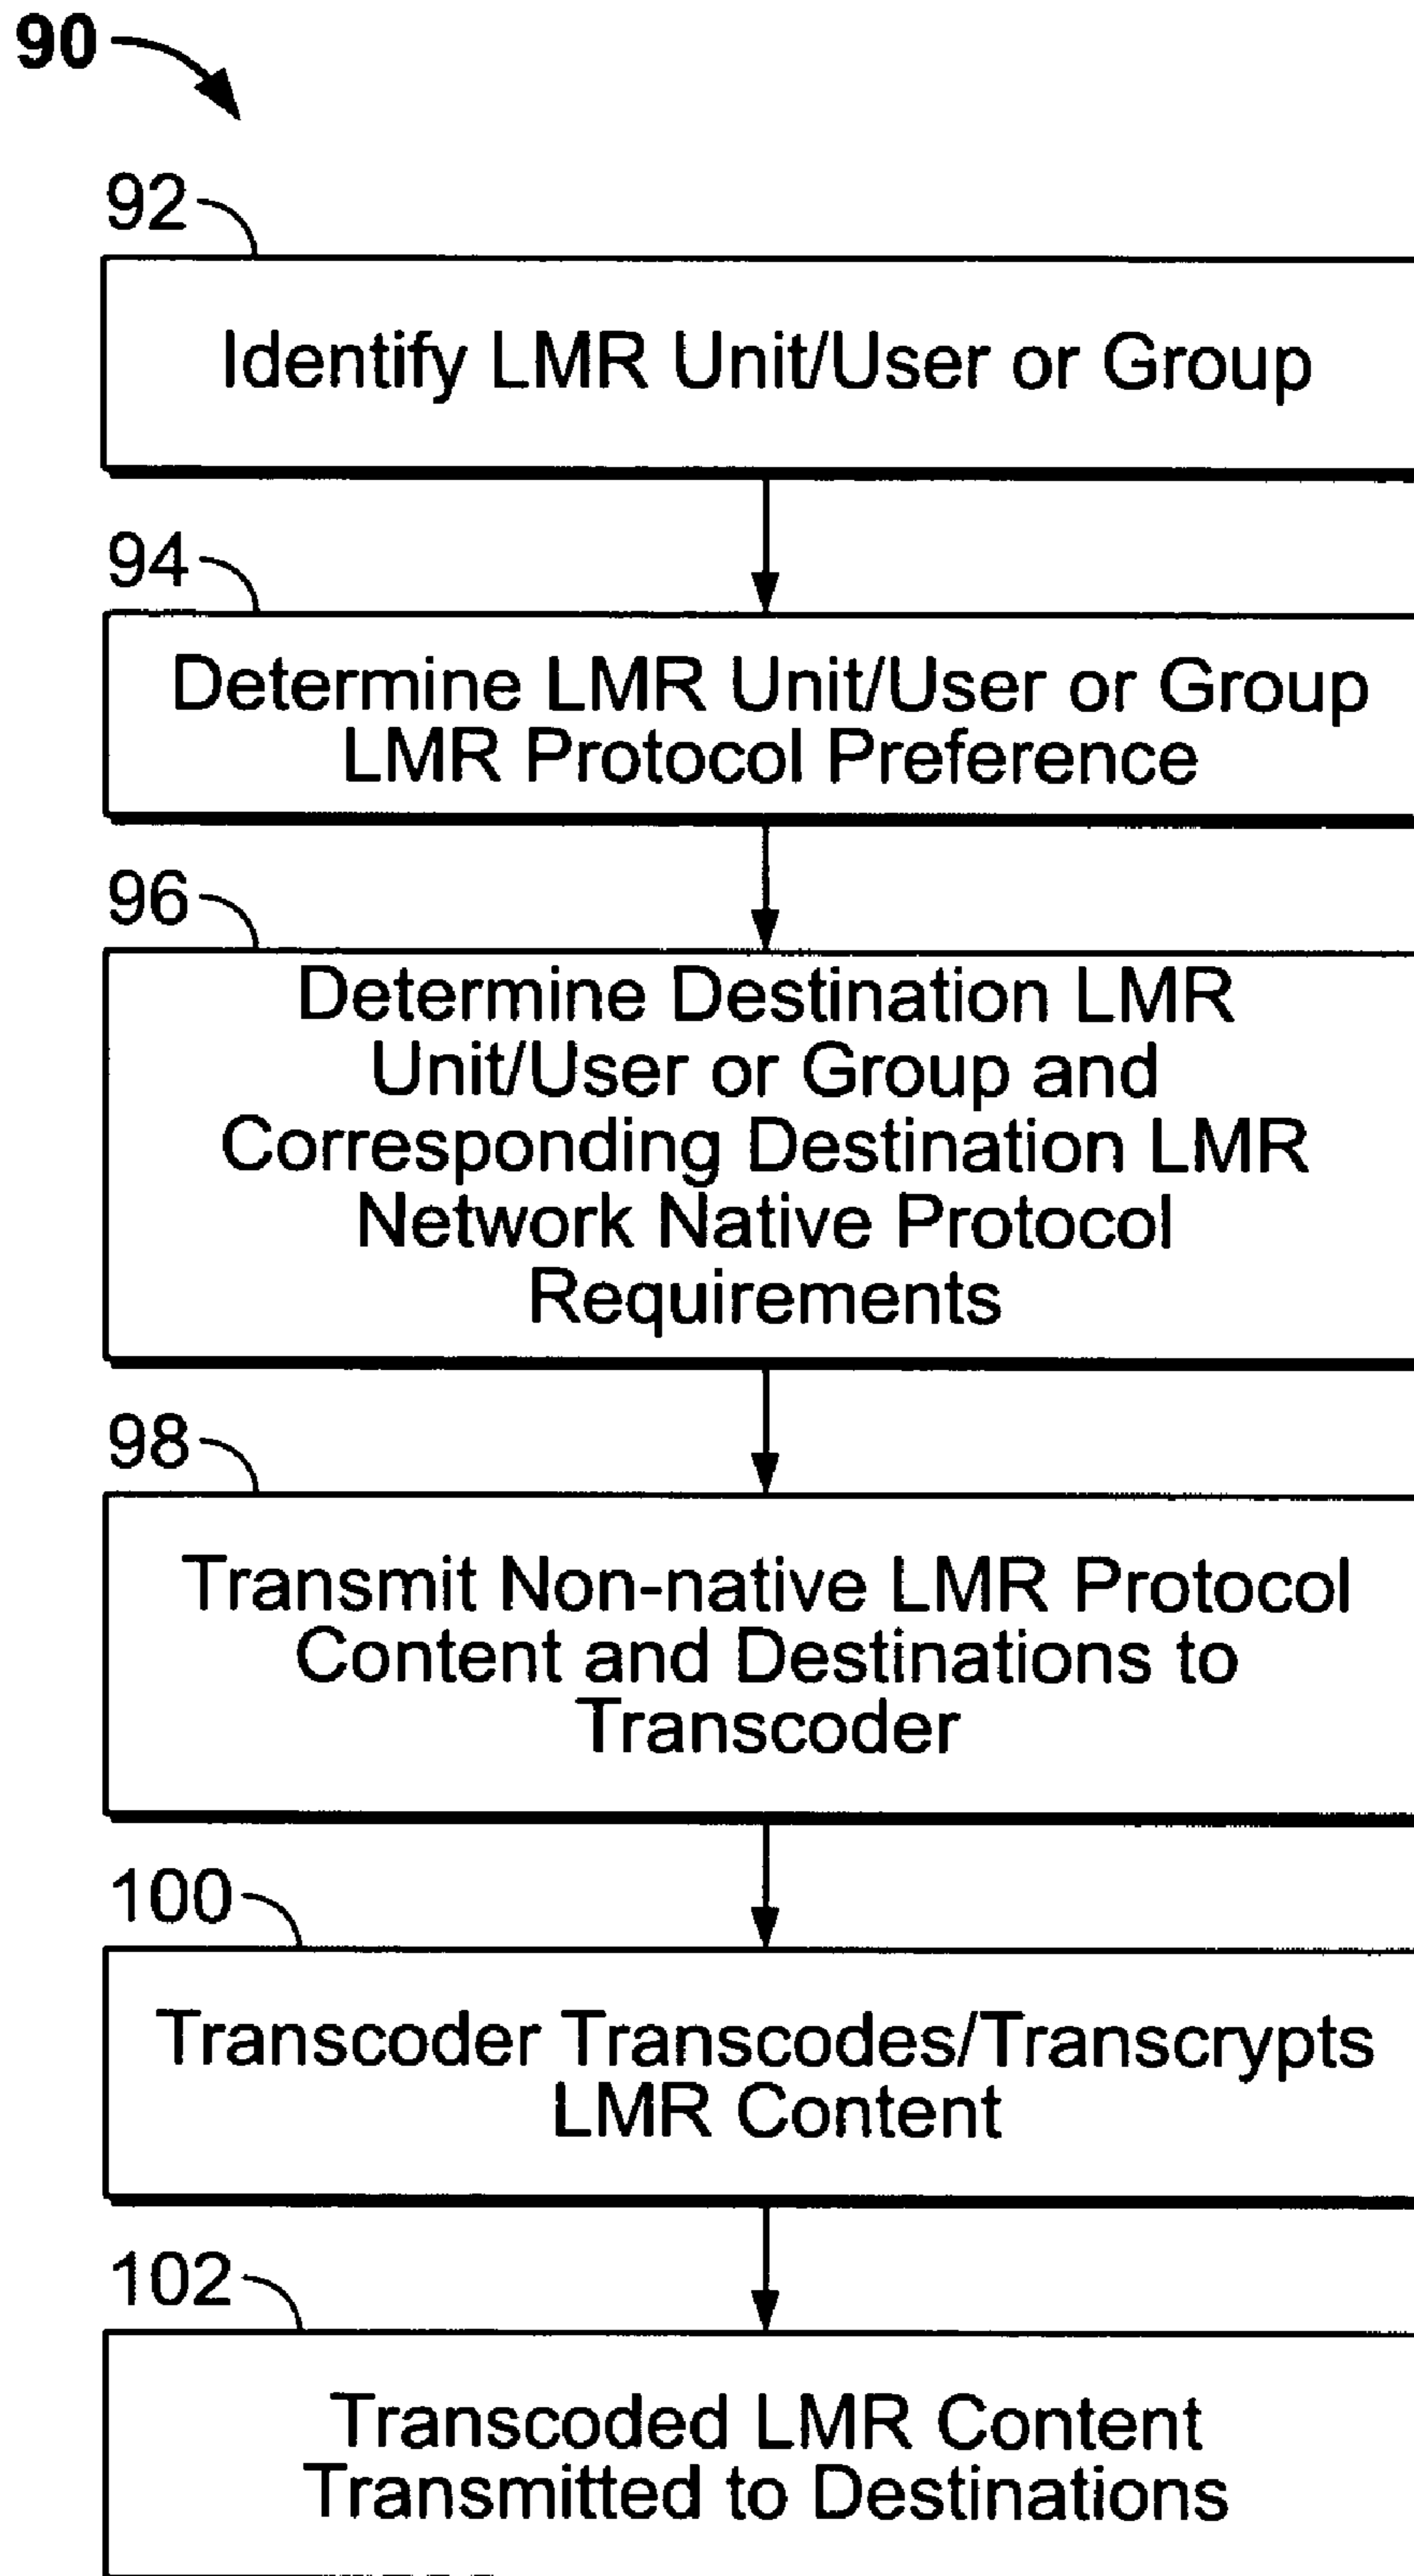 90
92
Identify LMR Unit/User or Group
94
Determine LMR Unit/User or Group
LMR Protocol Preference
96
Determine Destination LMR
Unit/User or Group and
Corresponding Destination LMR
Network Native Protocol
Requirements
98
Transmit Non-native LMR Protocol
Content and Destinations to
Transcoder
100
Transcoder Transcodes/Transcrypts
LMR Content
102
Transcoded LMR Content
Transmitted to Destinations